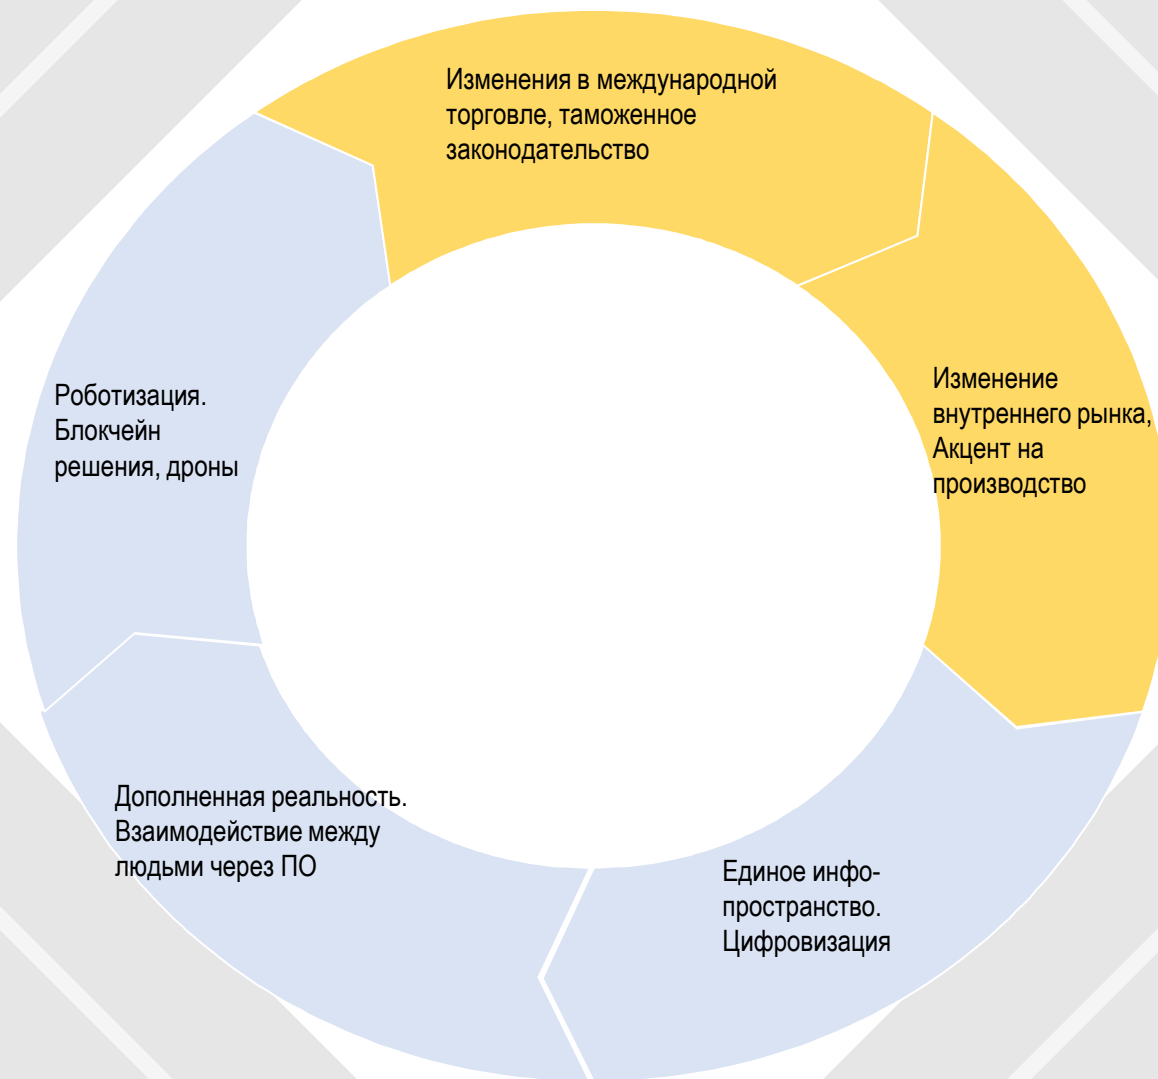 Изменения в международной
торговле, таможенное
законодательство
Изменение
внутреннего рынка,
Акцент на
производство
Роботизация.
Блокчейн
решения, дроны
Дополненная реальность.
Взаимодействие между
людьми через ПО
Единое инфо-
пространство.
Цифровизация